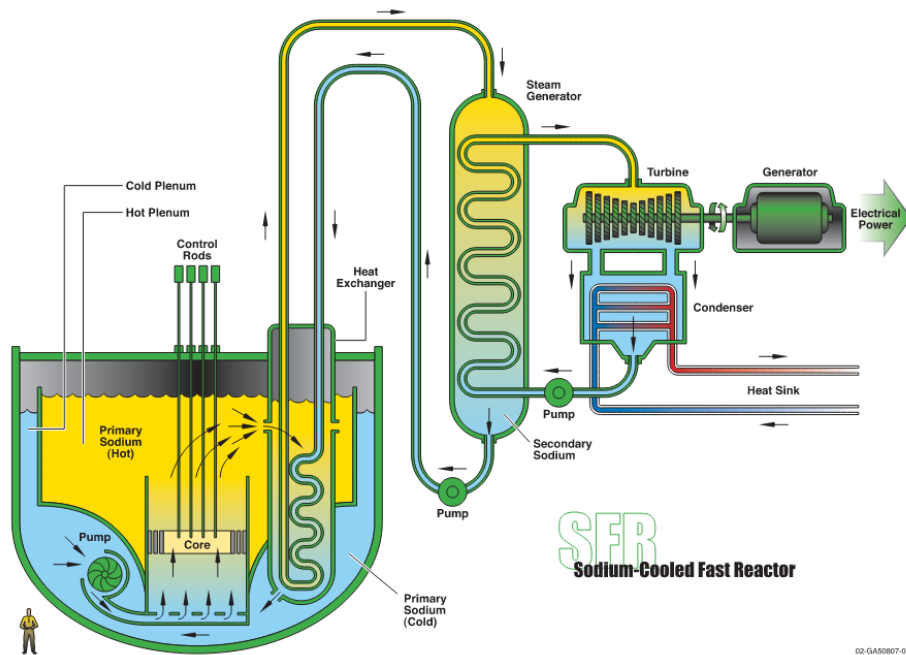 Steam
Generator
Turbine
Generator
Cold Plenum
Hot Plenum
Electrical
Power
Control
Rods
Heat
Exchanger
Condenser
Heat Sink
Pump
Primary
Sodium
(Hot)
Secondary
Sodium
Pump
Pump
Core
SFR
Sodium-Cooled Fast Reactor
Primary
Sodium
(Cold)
02-GA50807-0